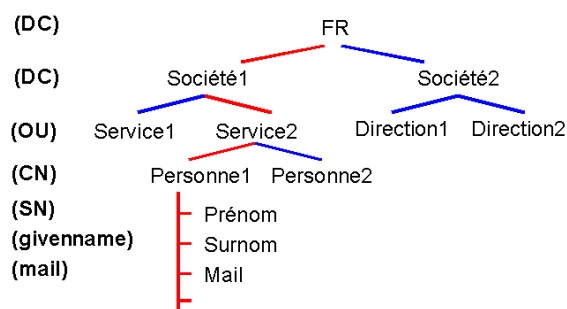 (DC) FR
(DC) Société1 Société2
(OU) Service1 Service2 Direction1 Direction2
(CN) Personne1 Personne2
(SN) Prénom
(givenname) Surnom
(mail) Mail